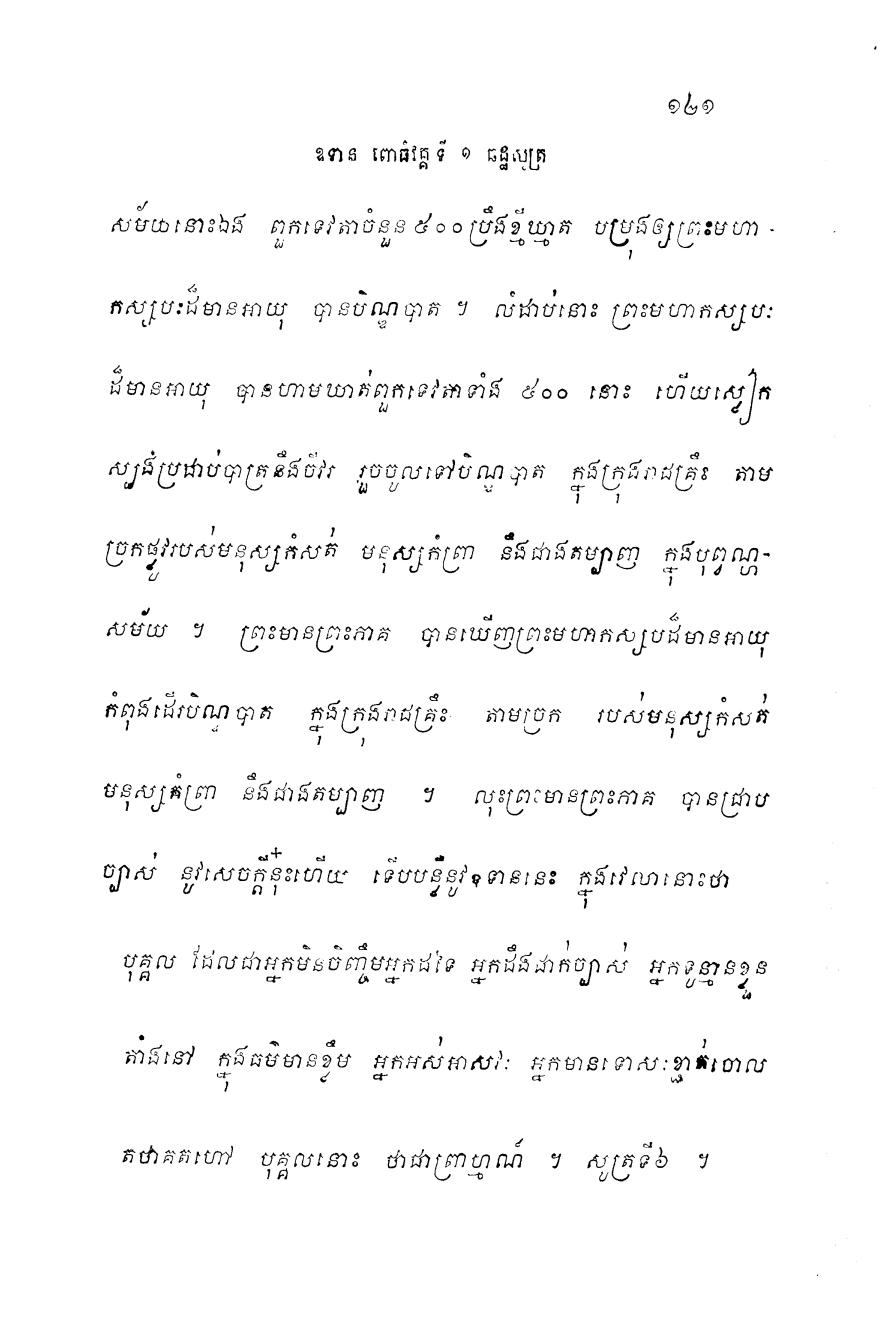 ១៤១
ឧទាន ពោធិវគ្គទី ១ ឆដ្ឋសូត្រ
សម័យនោះឯង ពួកទេវតាចំនួន ៥០០ ប្រឹងខ្មីឃ្មាត បម្រុងឲ្យព្រះមហា-
កស្សបៈដ៏មានអាយុ បានបិណ្ឌបាត ។ លំដាប់នោះ ព្រះមហាកស្សបៈ
ដ៏មានអាយុ បានហាមឃាត់ពួកទេវតាទាំង ៥០០ នោះ ហើយស្លៀក
ស្បង់ប្រដាប់បាត្រនឹងចីវរ រួចចូលទៅបិណ្ឌបាត ក្នុងក្រុងរាជគ្រឹះ តាម
ច្រកផ្លូវរបស់មនុស្សកំសត់ មនុស្សកំព្រា នឹងជាងតម្បាញ ក្នុងបុព្វណ្ហ-
សម័យ ។ ព្រះមានព្រះភាគ បានឃើញព្រះមហាកស្សបដ៏មានអាយុ
កំពុងដើរបិណ្ឌបាត ក្នុងក្រុងរាជគ្រឹះ តាមច្រក របស់មនុស្សកំសត់
មនុស្សកំព្រា នឹងជាងតម្បាញ ។ លុះព្រះមានព្រះភាគ បានជ្រាប
ច្បាស់ នូវសេចក្តីនុ៎ះហើយ ទើបបន្លឺនូវឧទាននេះ ក្នុងវេលានោះថា
បុគ្គល ដែលជាអ្នកមិនចិញ្ចឹមអ្នកដទៃ អ្នកដឹងជាក់ច្បាស់ អ្នកទូន្មានខ្លួន
តាំងនៅ ក្នុងធម៌មានខ្លឹម អ្នកអស់អាសវៈ អ្នកមានទោសៈខ្ជាក់ចោល
តថាគតហៅ បុគ្គលនោះ ថាជាព្រាហ្មណ៍ ។ សូត្រទី៦ ។